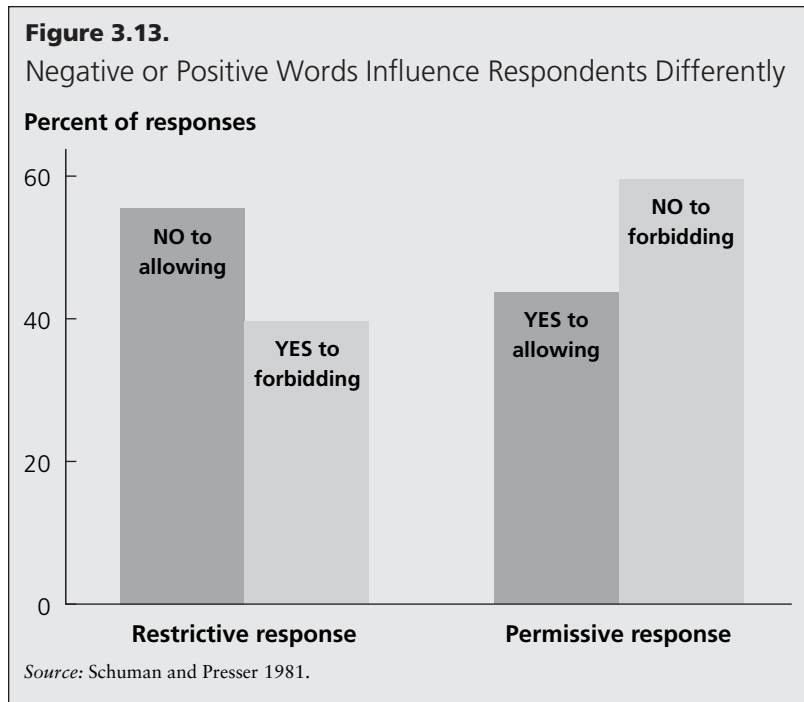 Figure 3.13.
Negative or Positive Words Influence Respondents Differently
Percent of responses
60
40
20
0
NO to
allowing
YES to
forbidding
YES to
allowing
NO to
forbidding
Restrictive response
Permissive response
Source: Schuman and Presser 1981.